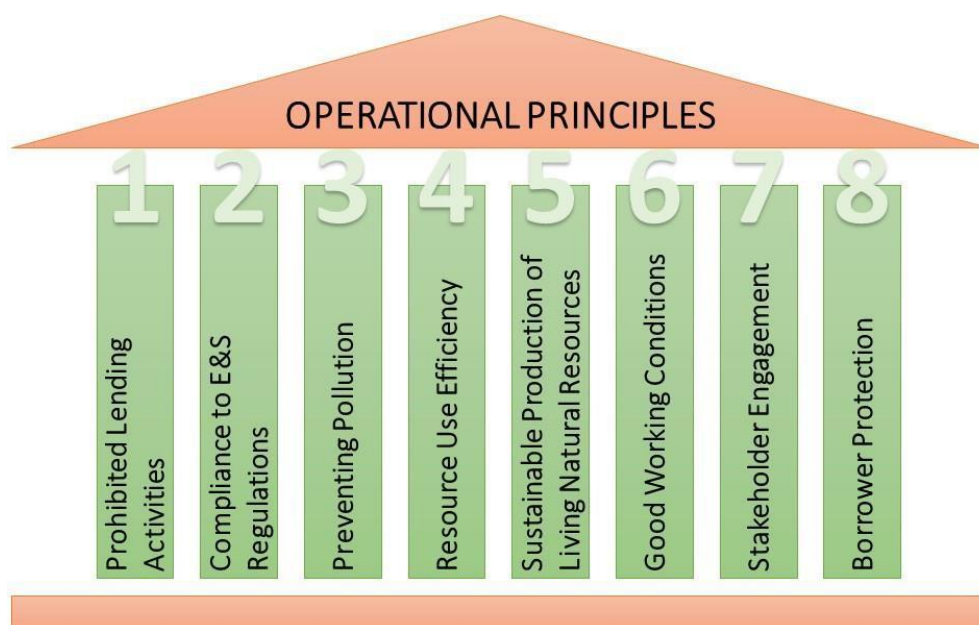 OPERATIONAL PRINCIPLES
1
Prohibited Lending
Activities
2
Compliance to E&S
Regulations
3
Preventing Pollution
4
Resource Use Efficiency
5
Sustainable Production of
Living Natural Resources
6
Good Working Conditions
7
Stakeholder Engagement
8
Borrower Protection